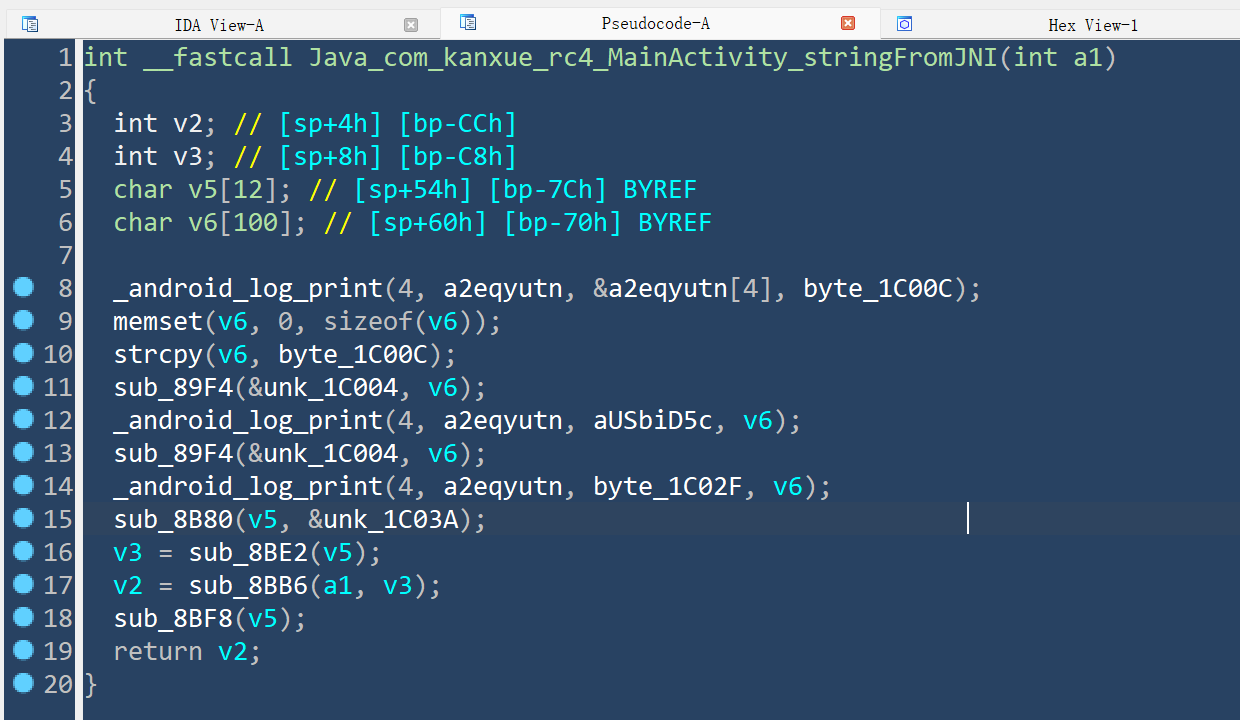 IDA View-A Pseudocode-A Hex View-1
1 int __fastcall Java_com_kanxue_rc4_MainActivity_stringFromJNI(int a1)
2 {
3   int v2; // [sp+4h] [bp-CCh]
4   int v3; // [sp+8h] [bp-C8h]
5   char v5[12]; // [sp+54h] [bp-7Ch] BYREF
6   char v6[100]; // [sp+60h] [bp-70h] BYREF
7
8   _android_log_print(4, a2eqyutn, &a2eqyutn[4], byte_1C00C);
9   memset(v6, 0, sizeof(v6));
10   strcpy(v6, byte_1C00C);
11   sub_89F4(&unk_1C004, v6);
12   _android_log_print(4, a2eqyutn, aUSbiD5c, v6);
13   sub_89F4(&unk_1C004, v6);
14   _android_log_print(4, a2eqyutn, byte_1C02F, v6);
15   sub_8B80(v5, &unk_1C03A);
16   v3 = sub_8BE2(v5);
17   v2 = sub_8BB6(a1, v3);
18   sub_8BF8(v5);
19   return v2;
20 }